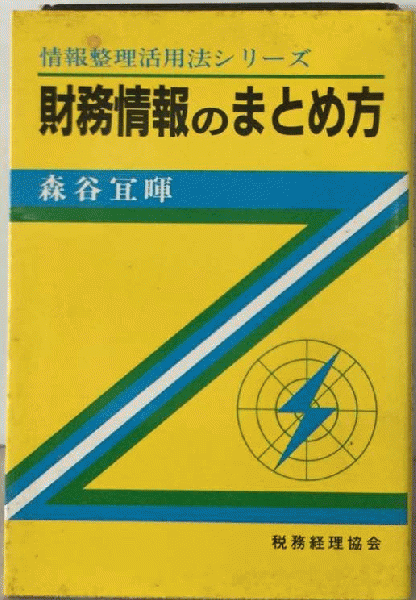 情報整理活用法シリーズ
財務情報のまとめ方
森谷宜暉
税務経理協会